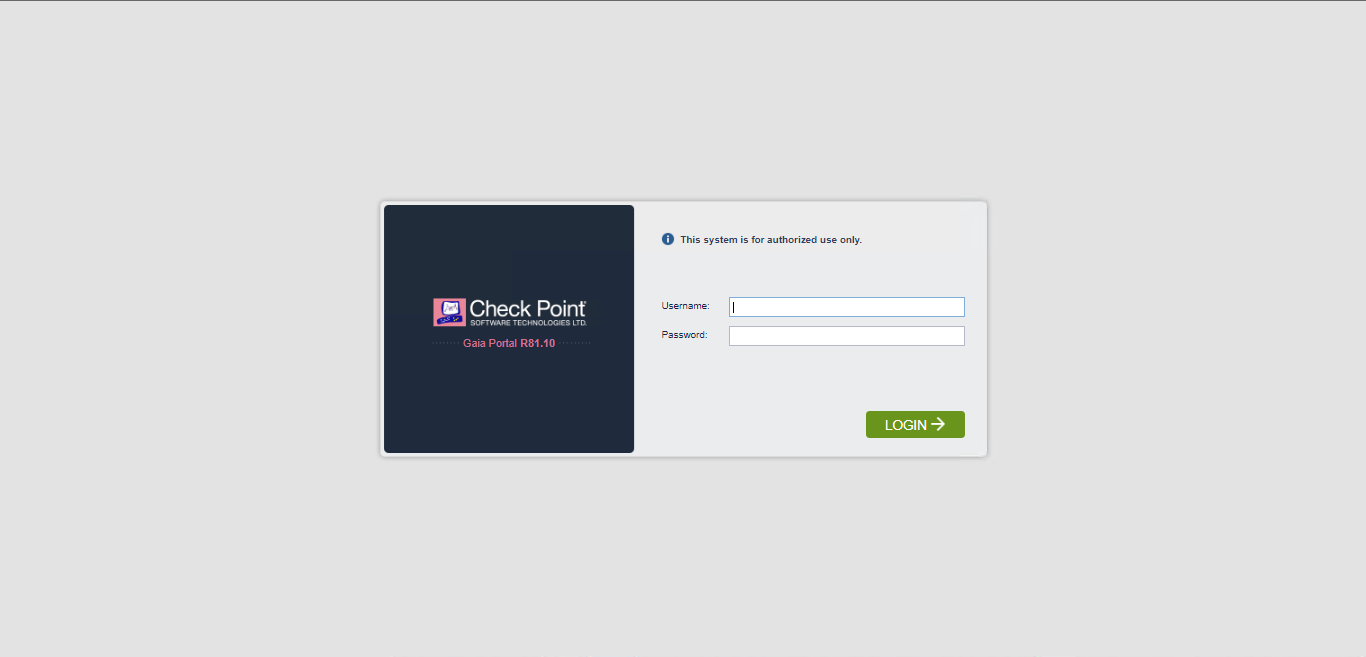 This system is for authorized use only.
Check Point
SOFTWARE TECHNOLOGIES LTD.
Gaia Portal R81.10
Username:
Password:
LOGIN